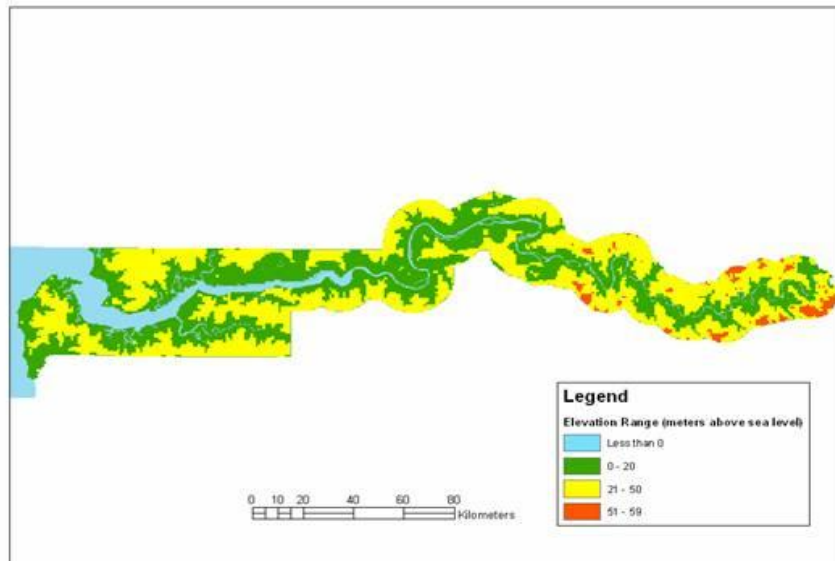 Legend
Elevation Range (meters above sea level)
Less than 0
0 - 20
21 - 50
51 - 59
0 10 20 40 60 80
Kilometers